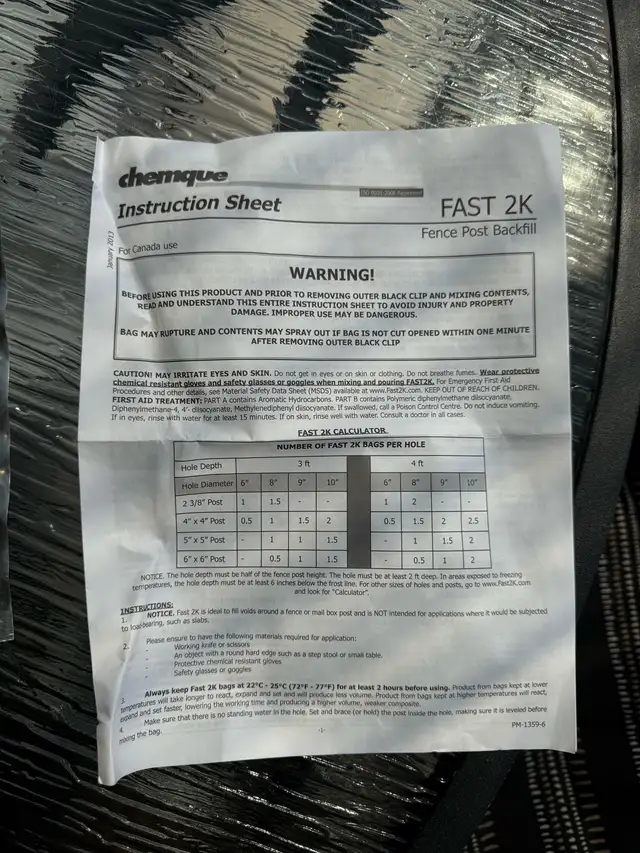 chemque
ISO 9001:2008 Registered
Instruction Sheet
FAST 2K
Fence Post Backfill
January 2013
For Canada use
WARNING!
BEFORE USING THIS PRODUCT AND PRIOR TO REMOVING OUTER BLACK CLIP AND MIXING CONTENTS,
READ AND UNDERSTAND THIS ENTIRE INSTRUCTION SHEET TO AVOID INJURY AND PROPERTY
DAMAGE. IMPROPER USE MAY BE DANGEROUS.
BAG MAY RUPTURE AND CONTENTS MAY SPRAY OUT IF BAG IS NOT CUT OPENED WITHIN ONE MINUTE
AFTER REMOVING OUTER BLACK CLIP
CAUTION! MAY IRRITATE EYES AND SKIN. Do not get in eyes or on skin or clothing. Do not breathe fumes. Wear protective
chemical resistant gloves and safety glasses or goggles when mixing and pouring FAST2K. For Emergency First Aid
Procedures and other details, see Material Safety Data Sheet (MSDS) available at www.Fast2K.com. KEEP OUT OF REACH OF CHILDREN.
FIRST AID TREATMENT: PART A contains Aromatic Hydrocarbons. PART B contains Polymeric diphenylmethane diisocyanate,
Diphenylmethane-4, 4'- diisocyanate, Methylenediphenyl diisocyanate. If swallowed, call a Poison Control Centre. Do not induce vomiting.
If in eyes, rinse with water for at least 15 minutes. If on skin, rinse well with water. Consult a doctor in all cases.
FAST 2K CALCULATOR
NUMBER OF FAST 2K BAGS PER HOLE
Hole Depth 3 ft 4 ft
Hole Diameter 6" 8" 9" 10" 6" 8" 9" 10"
2 3/8" Post 1 1.5 - - 1 2 - -
4" x 4" Post 0.5 1 1.5 2 0.5 1.5 2 2.5
5" x 5" Post - 1 1 1.5 - 1 1.5 2
6" x 6" Post - 0.5 1 1.5 - 0.5 1 2
NOTICE. The hole depth must be half of the fence post height. The hole must be at least 2 ft deep. In areas exposed to freezing
temperatures, the hole depth must be at least 6 inches below the frost line. For other sizes of holes and posts, go to www.Fast2K.com
and look for "Calculator".
INSTRUCTIONS:
1. NOTICE. Fast 2K is ideal to fill voids around a fence or mail box post and is NOT intended for applications where it would be subjected
to load-bearing, such as slabs.
2. Please ensure to have the following materials required for application:
- Working knife or scissors
- An object with a round hard edge such as a step stool or small table.
- Protective chemical resistant gloves
- Safety glasses or goggles
3. Always keep Fast 2K bags at 22°C - 25°C (72°F - 77°F) for at least 2 hours before using. Product from bags kept at lower
temperatures will take longer to react, expand and set and will produce less volume. Product from bags kept at higher temperatures will react,
expand and set faster, lowering the working time and producing a higher volume, weaker composite.
4. Make sure that there is no standing water in the hole. Set and brace (or hold) the post inside the hole, making sure it is leveled before
mixing the bag.
-1-
PM-1359-6